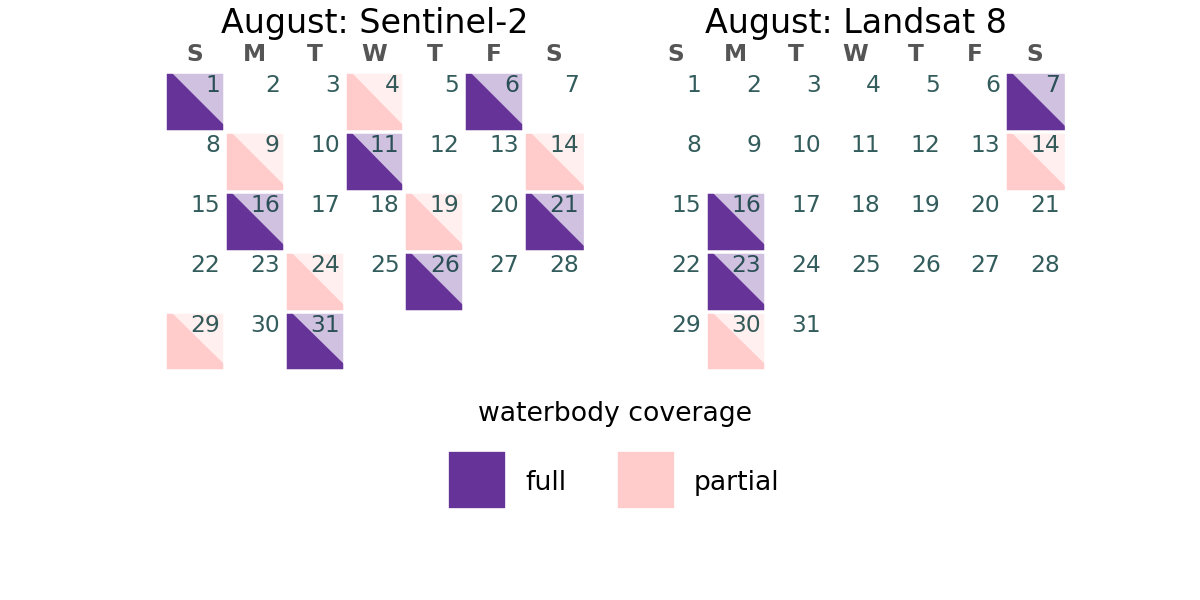 August: Sentinel-2
S M T W T F S
1 2 3 4 5 6 7
8 9 10 11 12 13 14
15 16 17 18 19 20 21
22 23 24 25 26 27 28
29 30 31
August: Landsat 8
S M T W T F S
1 2 3 4 5 6 7
8 9 10 11 12 13 14
15 16 17 18 19 20 21
22 23 24 25 26 27 28
29 30 31
waterbody coverage
full
partial